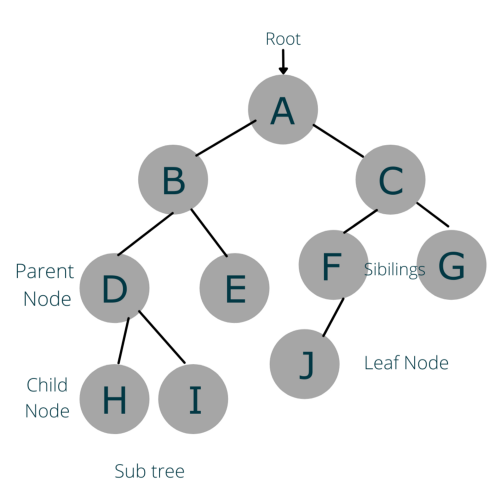 Root
A
B
C
Parent
Node
D
E
F
Sibilings
G
J
Leaf Node
Child
Node
H
I
Sub tree